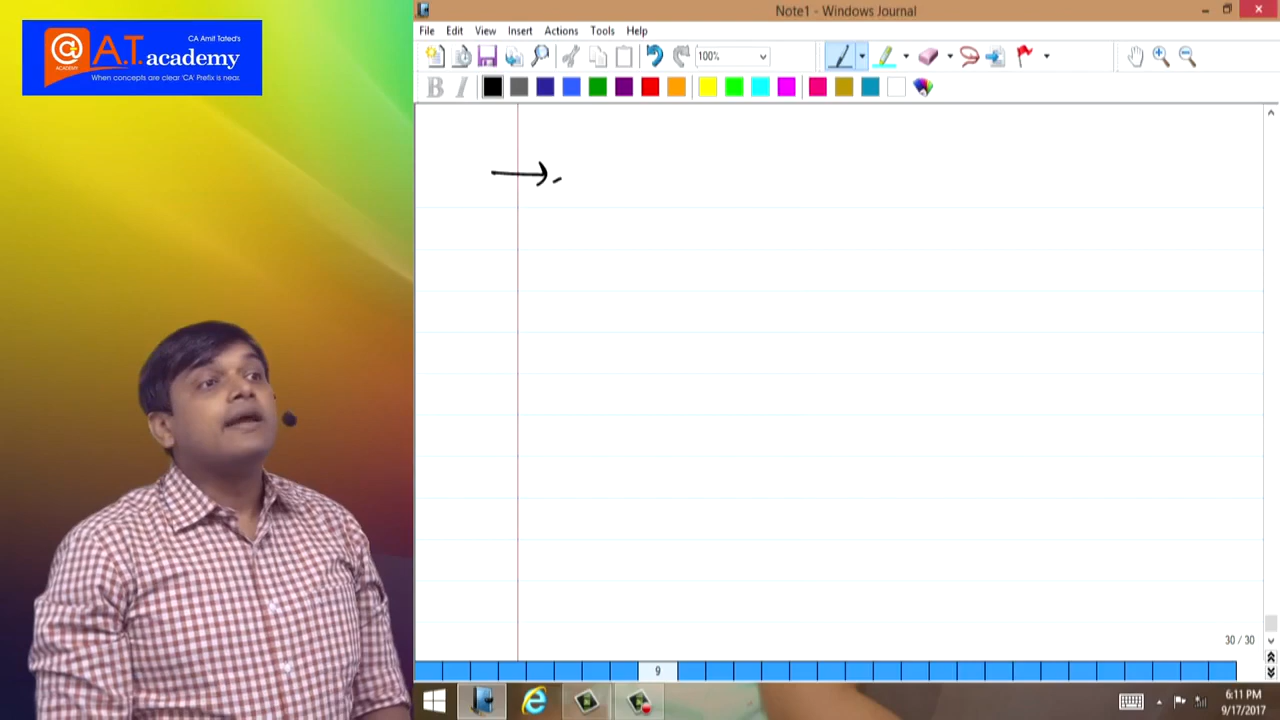 Note1 - Windows Journal
CA Amit Tated's
@ A.T. academy
ACADEMY
When concepts are clear 'CA' Prefix is near.
File Edit View Insert Actions Tools Help
100%
B I
30 / 30
9
6:11 PM
9/17/2017